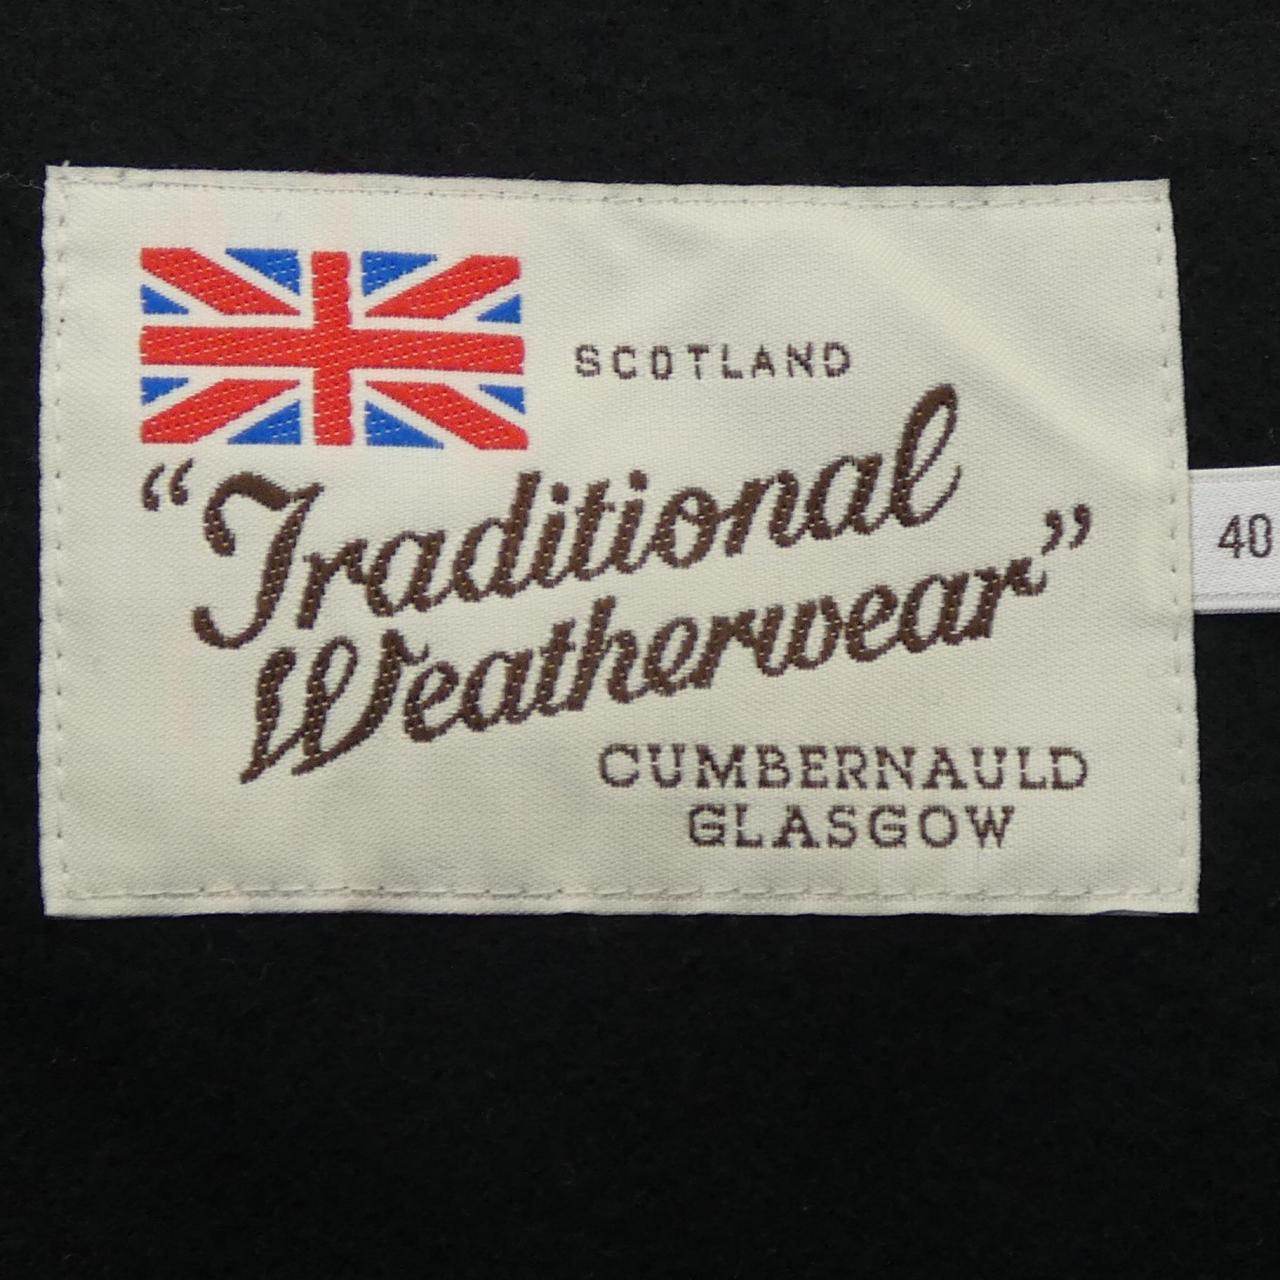 SCOTLAND
“Traditional
Weatherwear”
40
CUMBERNAULD
GLASGOW